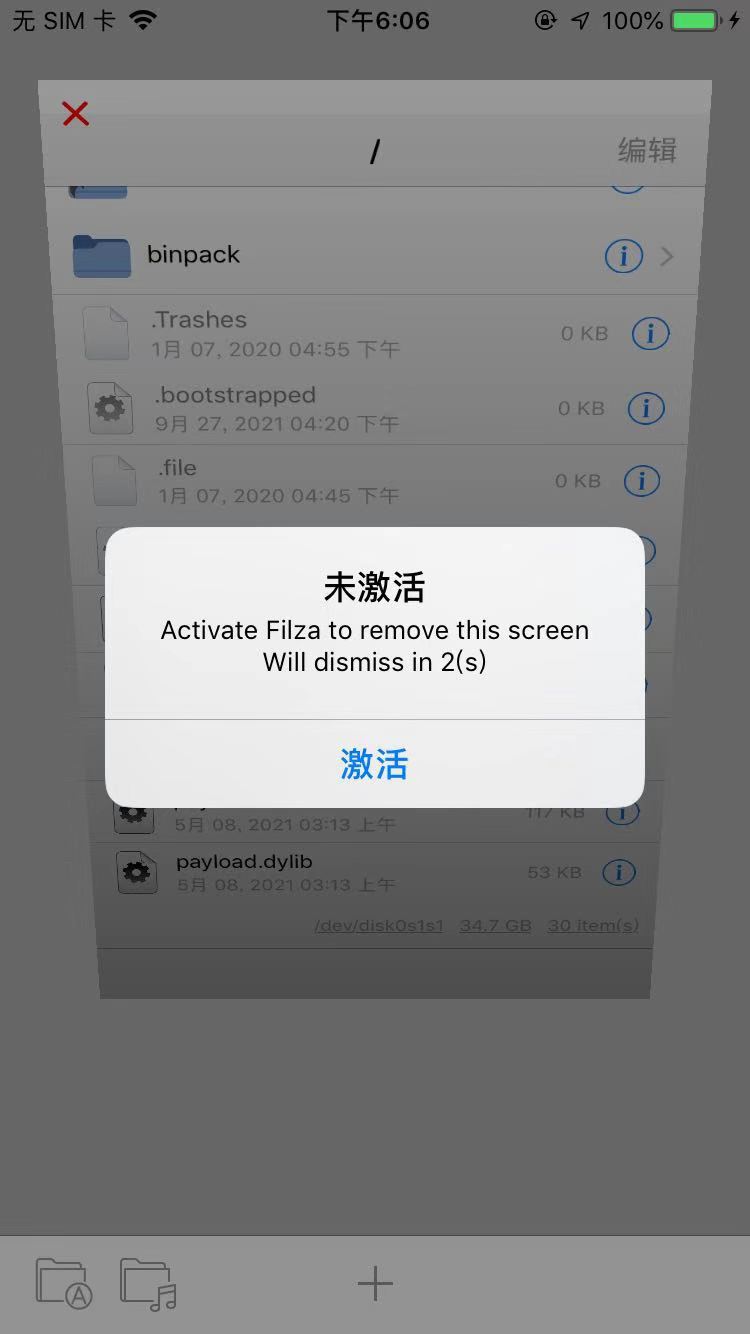 无 SIM 卡
下午6:06
100%
/
编辑
binpack
.Trashes
0 KB
1月 07, 2020 04:55 下午
.bootstrapped
0 KB
9月 27, 2021 04:20 下午
.file
0 KB
1月 07, 2020 04:45 下午
未激活
Activate Filza to remove this screen
Will dismiss in 2(s)
激活
117 KB
5月 08, 2021 03:13 上午
payload.dylib
53 KB
5月 08, 2021 03:13 上午
/dev/disk0s1s1 34.7 GB 30 item(s)